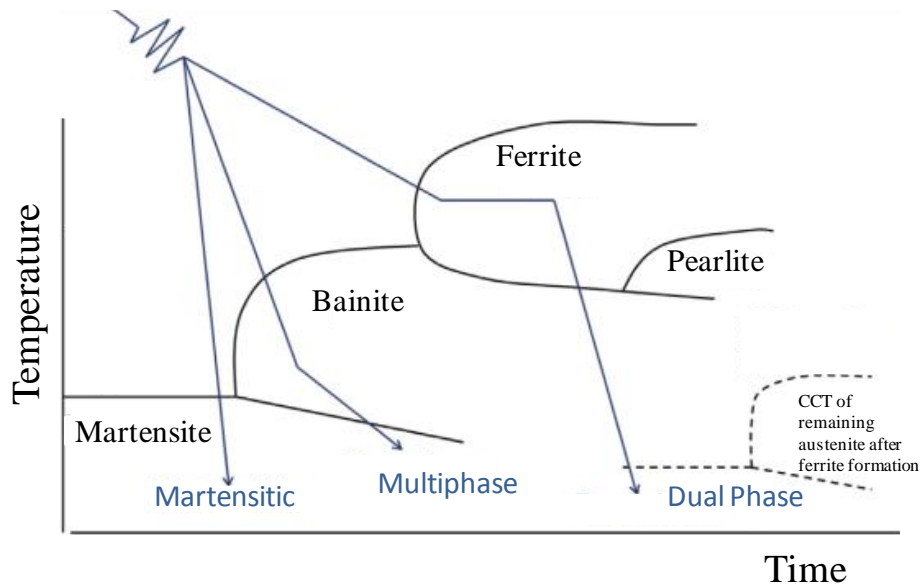 Ferrite
Pearlite
Bainite
Temperature
Martensite
CCT of
remaining
austenite after
ferrite formation
Martensitic
Multiphase
Dual Phase
Time